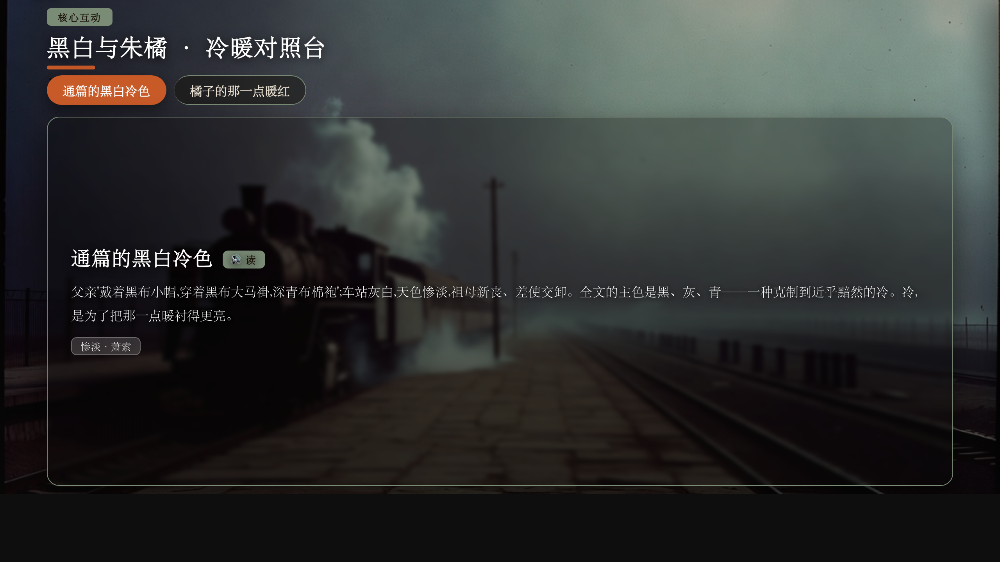 核心互动
黑白与朱橘 · 冷暖对照台
通篇的黑白冷色
橘子的那一点暖红
通篇的黑白冷色
🔊 读
父亲'戴着黑布小帽,穿着黑布大马褂,深青布棉袍';车站灰白,天色惨淡,祖母新丧、差使交卸。全文的主色是黑、灰、青——一种克制到近乎黯然的冷。冷,
是为了把那一点暖衬得更亮。
惨淡 · 萧索